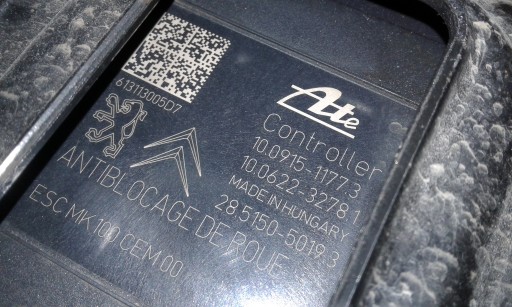 61313005D7
Ate
Controller
10.0915-1177.3
10.0622-3278.1
MADE IN HUNGARY
28.5150-5019.3
ANTIBLOCAGE DE ROUE
ESC MK100 CEM 00